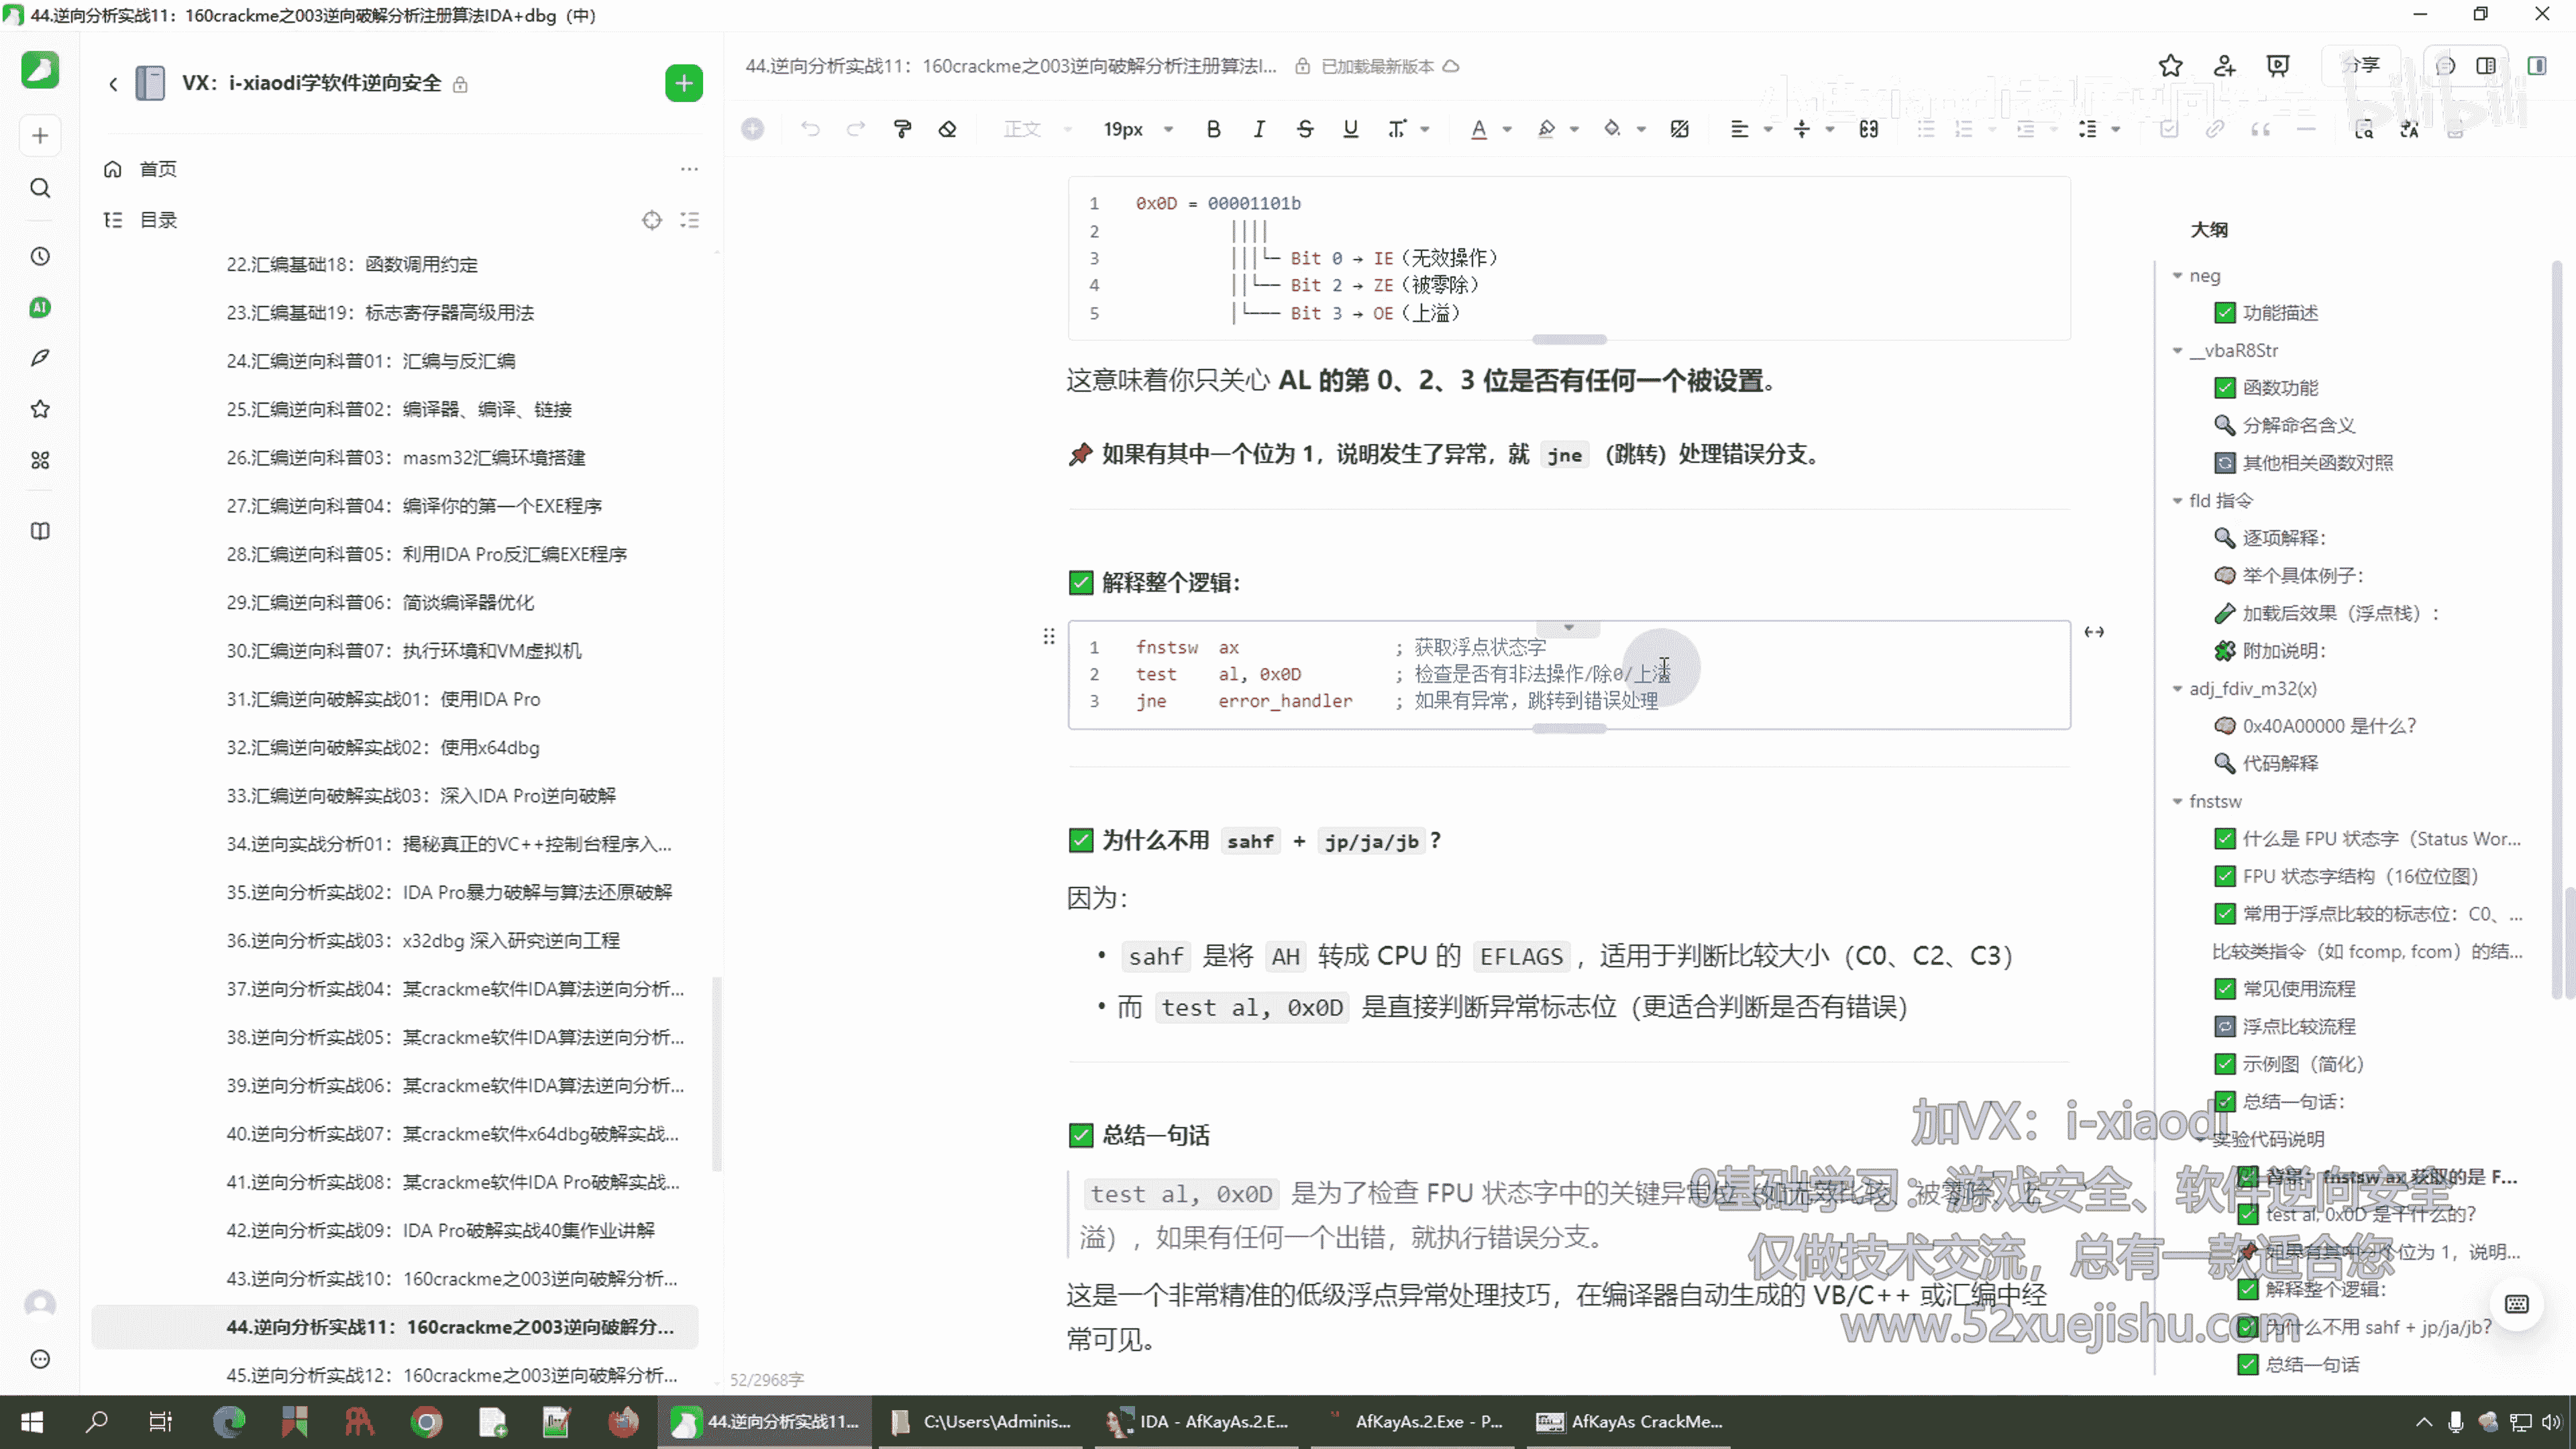 44.逆向分析实战11：160crackme之003逆向破解分析注册算法IDA+dbg（中）
VX：i-xiaodi学软件逆向安全
首页
目录
22.汇编基础18：函数调用约定
23.汇编基础19：标志寄存器高级用法
24.汇编逆向科普01：汇编与反汇编
25.汇编逆向科普02：编译器、编译、链接
26.汇编逆向科普03：masm32汇编环境搭建
27.汇编逆向科普04：编译你的第一个EXE程序
28.汇编逆向科普05：利用IDA Pro反汇编EXE程序
29.汇编逆向科普06：简谈编译器优化
30.汇编逆向科普07：执行环境和VM虚拟机
31.汇编逆向破解实战01：使用IDA Pro
32.汇编逆向破解实战02：使用x64dbg
33.汇编逆向破解实战03：深入IDA Pro逆向破解
34.逆向实战分析01：揭秘真正的VC++控制台程序入...
35.逆向分析实战02：IDA Pro暴力破解与算法还原破解
36.逆向分析实战03：x32dbg 深入研究逆向工程
37.逆向分析实战04：某crackme软件IDA算法逆向分析...
38.逆向分析实战05：某crackme软件IDA算法逆向分析...
39.逆向分析实战06：某crackme软件IDA算法逆向分析...
40.逆向分析实战07：某crackme软件x64dbg破解实战...
41.逆向分析实战08：某crackme软件IDA Pro破解实战...
42.逆向分析实战09：IDA Pro破解实战40集作业讲解
43.逆向分析实战10：160crackme之003逆向破解分析...
44.逆向分析实战11：160crackme之003逆向破解分...
45.逆向分析实战12：160crackme之003逆向破解分析...
44.逆向分析实战11：160crackme之003逆向破解分析注册算法I...
已加载最新版本
分享
正文
19px
1 0x0D = 00001101b
2 ││││
3 │││└─ Bit 0 → IE（无效操作）
4 ││└── Bit 2 → ZE（被零除）
5 │└─── Bit 3 → OE（上溢）
这意味着你只关心 AL 的第 0、2、3 位是否有任何一个被设置。
📌 如果有其中一个位为 1，说明发生了异常，就 jne （跳转）处理错误分支。
✅ 解释整个逻辑：
1 fnstsw ax ; 获取浮点状态字
2 test al, 0x0D ; 检查是否有非法操作/除0/上溢
3 jne error_handler ; 如果有异常，跳转到错误处理
✅ 为什么不用 sahf + jp/ja/jb？
因为：
• sahf 是将 AH 转成 CPU 的 EFLAGS，适用于判断比较大小（C0、C2、C3）
• 而 test al, 0x0D 是直接判断异常标志位（更适合判断是否有错误）
✅ 总结一句话
test al, 0x0D 是为了检查 FPU 状态字中的关键异常位（如无效比较、被零除、上
溢），如果有任何一个出错，就执行错误分支。
这是一个非常精准的低级浮点异常处理技巧，在编译器自动生成的 VB/C++ 或汇编中经
常可见。
52/2968字
大纲
neg
✅ 功能描述
__vbaR8Str
✅ 函数功能
🔍 分解命名含义
🔄 其他相关函数对照
fld 指令
🔍 逐项解释：
🧠 举个具体例子：
🧪 加载后效果（浮点栈）：
🧩 附加说明：
adj_fdiv_m32(x)
🧠 0x40A00000 是什么？
🔍 代码解释
fnstsw
✅ 什么是 FPU 状态字（Status Wor...
✅ FPU 状态字结构（16位位图）
✅ 常用于浮点比较的标志位：C0、...
比较类指令（如 fcomp, fcom）的结...
✅ 常见使用流程
🔁 浮点比较流程
✅ 示例图（简化）
✅ 总结一句话：
实验代码说明
✅ 背景：fnstsw ax 获取的是 F...
✅ test al, 0x0D 是干什么的？
📌 如果有其中一个位为 1，说明...
✅ 解释整个逻辑：
✅ 为什么不用 sahf + jp/ja/jb？
✅ 总结一句话
加VX：i-xiaodi
0基础学习：游戏安全、软件逆向安全
仅做技术交流，总有一款适合您
www.52xuejishu.com
bilibili
44.逆向分析实战11...
C:\Users\Adminis...
IDA - AfKayAs.2.E...
AfKayAs.2.Exe - P...
AfKayAs CrackMe...